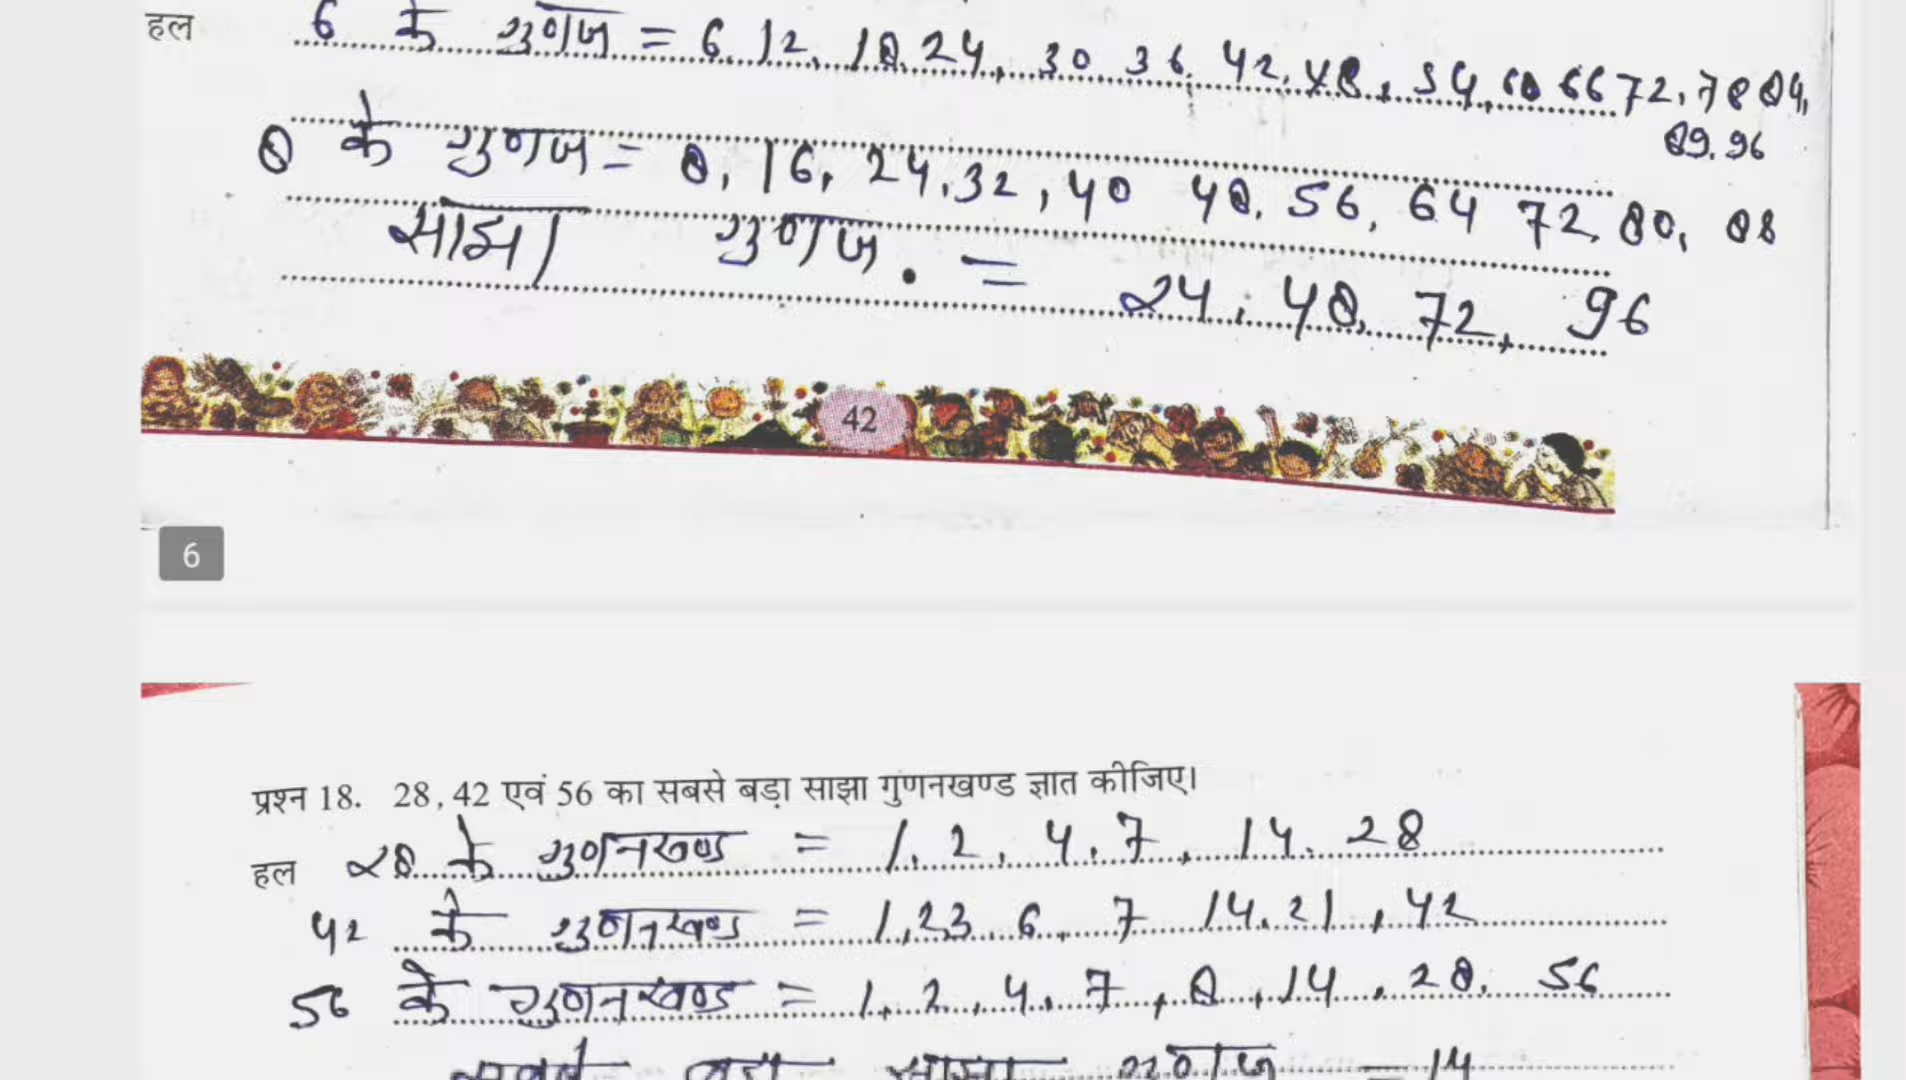 हल 6 के गुणज = 6, 12, 18, 24, 30 36, 42, 48, 54, 60 66 72, 78 84,
89, 96
8 के गुणज = 8, 16, 24, 32, 40 48, 56, 64 72, 80, 88
साझा गुणज. = 24, 48, 72, 96
42
6
प्रश्न 18. 28, 42 एवं 56 का सबसे बड़ा साझा गुणनखण्ड ज्ञात कीजिए।
हल 28 के गुणनखण्ड = 1, 2, 4, 7, 14, 28
42 के गुणनखण्ड = 1, 2 3 6, 7 14, 21, 42
56 के गुणनखण्ड = 1, 2, 4, 7, 8, 14, 28, 56
साझा = 14